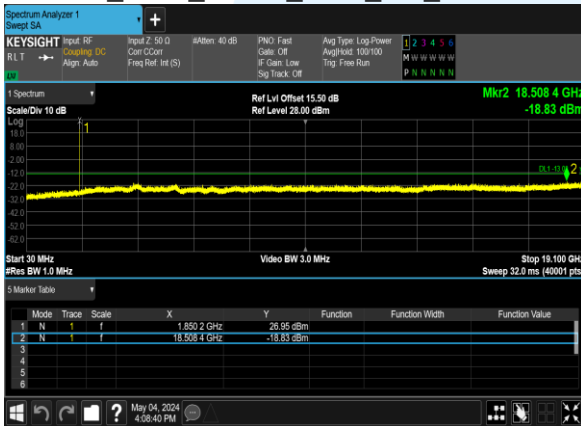 Spectrum Analyzer 1
Swept SA
+
KEYSIGHT Input: RF Input Z: 50 Ω #Atten: 40 dB PNO: Fast Avg Type: Log-Power 1 2 3 4 5 6
RLT Coupling: DC Corr CCorr Gate: Off Avg|Hold: 100/100 M W W W W W
Align: Auto Freq Ref: Int (S) IF Gain: Low Trig: Free Run
Sig Track: Off P N N N N N
1 Spectrum Ref Lvl Offset 15.50 dB Mkr2 18.508 4 GHz
Scale/Div 10 dB Ref Level 28.00 dBm -18.83 dBm
Log
18.0 1
8.00
-2.00
-12.0 2
-22.0
-32.0
-42.0
-52.0
-62.0
Start 30 MHz Video BW 3.0 MHz Stop 19.100 GHz
#Res BW 1.0 MHz Sweep 32.0 ms (40001 pts)
5 Marker Table
Mode Trace Scale X Y Function Function Width Function Value
1 N 1 f 1.850 2 GHz 26.95 dBm
2 N 1 f 18.508 4 GHz -18.83 dBm
3
4
5
6
? May 04, 2024
4:08:40 PM